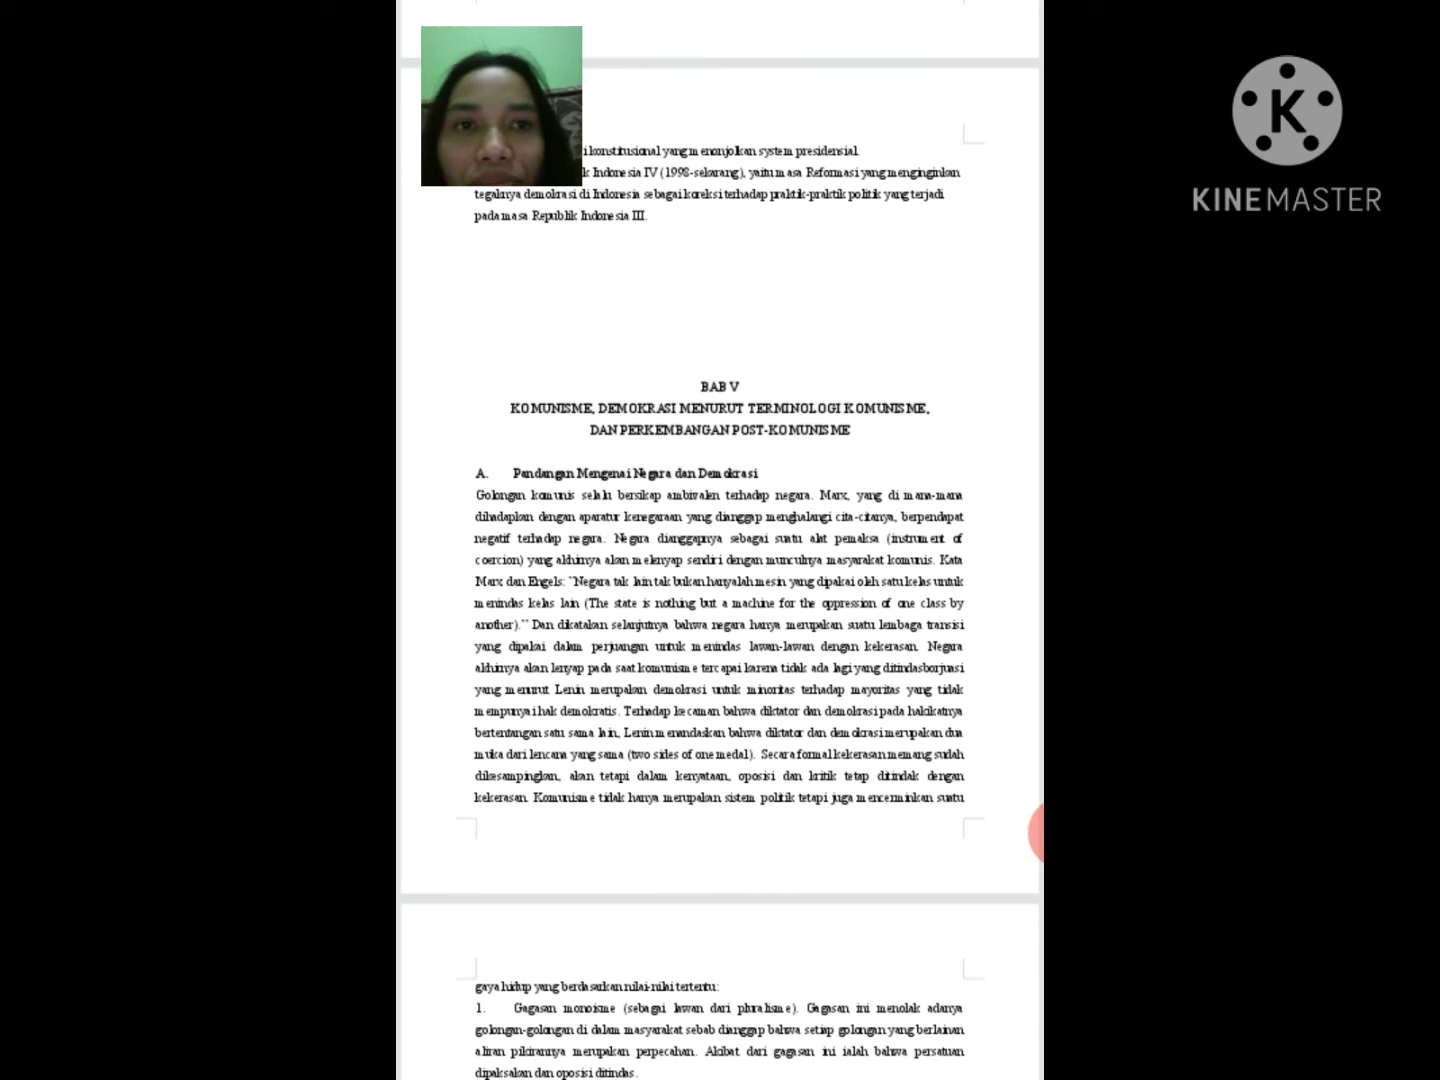 i konstitusional yang menonjolkan system presidensial.
k Indonesia IV (1998-sekarang), yaitu masa Reformasi yang menginginkan
tegaknya demokrasi di Indonesia sebagai koreksi terhadap praktik-praktik politik yang terjadi
pada masa Republik Indonesia III.
KINEMASTER
BAB V
KOMUNISME, DEMOKRASI MENURUT TERMINOLOGI KOMUNISME,
DAN PERKEMBANGAN POST-KOMUNISME
A. Pandangan Mengenai Negara dan Demokrasi
Golongan komunis selalu bersikap ambivalen terhadap negara. Marx, yang di mana-mana
dihadapkan dengan aparatur kenegaraan yang dianggap menghalangi cita-citanya, berpendapat
negatif terhadap negara. Negara dianggapnya sebagai suatu alat pemaksa (instrument of
coercion) yang akhirnya akan melenyap sendiri dengan munculnya masyarakat komunis. Kata
Marx dan Engels: "Negara tak lain tak bukan hanyalah mesin yang dipakai oleh satu kelas untuk
menindas kelas lain (The state is nothing but a machine for the oppression of one class by
another)."" Dan dikatakan selanjutnya bahwa negara hanya merupakan suatu lembaga transisi
yang dipakai dalam perjuangan untuk menindas lawan-lawan dengan kekerasan. Negara
akhirnya akan lenyap pada saat komunisme tercapai karena tidak ada lagi yang ditindasborjuasi
yang menurut Lenin merupakan demokrasi untuk minoritas terhadap mayoritas yang tidak
mempunyai hak demokratis. Terhadap kecaman bahwa diktator dan demokrasi pada hakikatnya
bertentangan satu sama lain, Lenin menandaskan bahwa diktator dan demokrasi merupakan dua
muka dari lencana yang sama (two sides of one medal). Secara formal kekerasan memang sudah
dikesampingkan, akan tetapi dalam kenyataan, oposisi dan kritik tetap ditindak dengan
kekerasan. Komunisme tidak hanya merupakan sistem politik tetapi juga mencerminkan suatu
gaya hidup yang berdasarkan nilai-nilai tertentu:
1. Gagasan monoisme (sebagai lawan dari pluralisme). Gagasan ini menolak adanya
golongan-golongan di dalam masyarakat sebab dianggap bahwa setiap golongan yang berlainan
aliran pikirannya merupakan perpecahan. Akibat dari gagasan ini ialah bahwa persatuan
dipaksakan dan oposisi ditindas.